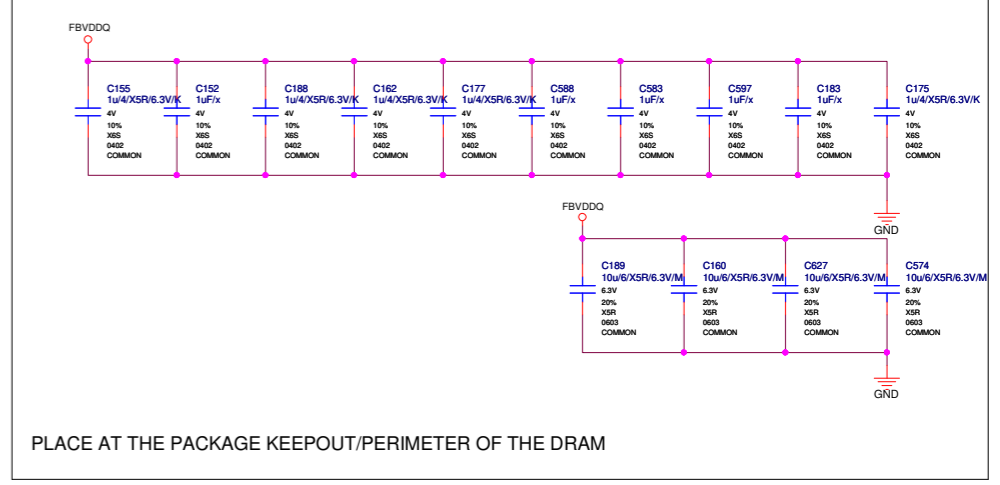 FBVDDQ
C155 C152 C188 C162 C177 C588 C583 C597 C183 C175
1u/4/X5R/6.3V/K 1uF/x 1u/4/X5R/6.3V/K 1u/4/X5R/6.3V/K 1u/4/X5R/6.3V/K 1uF/x 1uF/x 1uF/x 1uF/x 1u/4/X5R/6.3V/K
4V 4V 4V 4V 4V 4V 4V 4V 4V 4V
10% 10% 10% 10% 10% 10% 10% 10% 10% 10%
X6S X6S X6S X6S X6S X6S X6S X6S X6S X6S
0402 0402 0402 0402 0402 0402 0402 0402 0402 0402
COMMON COMMON COMMON COMMON COMMON COMMON COMMON COMMON COMMON COMMON
FBVDDQ
GND
C189 C160 C627 C574
10u/6/X5R/6.3V/M 10u/6/X5R/6.3V/M 10u/6/X5R/6.3V/M 10u/6/X5R/6.3V/M
6.3V 6.3V 6.3V 6.3V
20% 20% 20% 20%
X5R X5R X5R X5R
0603 0603 0603 0603
COMMON COMMON COMMON COMMON
GND
PLACE AT THE PACKAGE KEEPOUT/PERIMETER OF THE DRAM